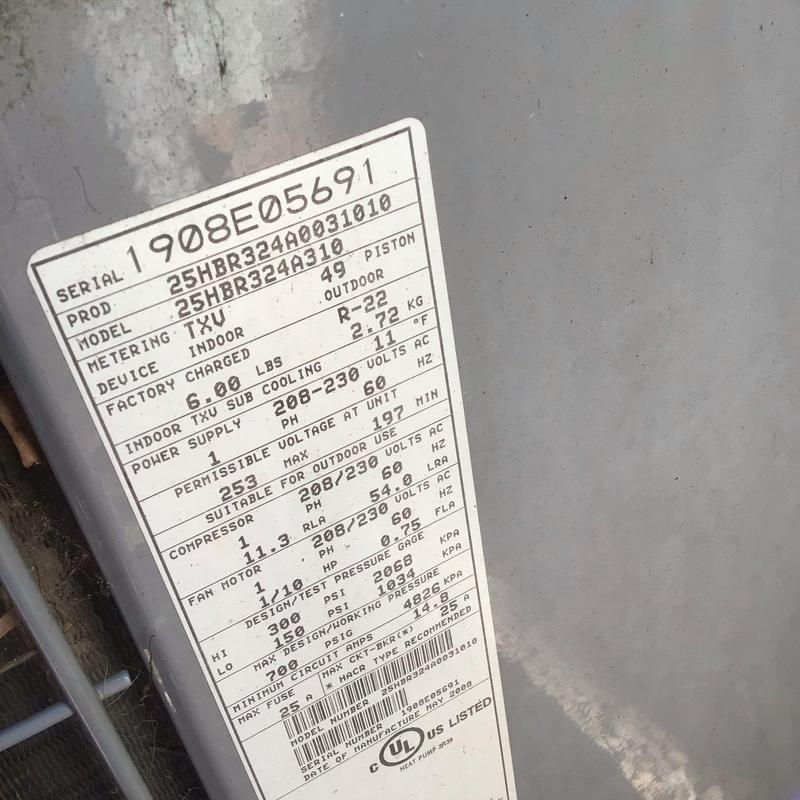 SERIAL 1908E05691
PROD 25HBR324A0031010
MODEL 25HBR324A310
METERING TXV 49 PISTON
DEVICE INDOOR OUTDOOR
FACTORY CHARGED R-22
6.00 LBS 2.72 KG
INDOOR TXV SUB COOLING 11 °F
POWER SUPPLY 208-230 VOLTS AC
1 PH 60 HZ
PERMISSIBLE VOLTAGE AT UNIT
253 MAX 197 MIN
SUITABLE FOR OUTDOOR USE
COMPRESSOR 208/230 VOLTS AC
1 PH 60 HZ
11.3 RLA 54.0 LRA
FAN MOTOR 208/230 VOLTS AC
1 PH 60 HZ
1/10 HP 0.75 FLA
DESIGN/TEST PRESSURE GAGE
HI 300 PSI 2068 KPA
LO 150 PSI 1034 KPA
MAX DESIGN/WORKING PRESSURE
700 PSIG 4826 KPA
MINIMUM CIRCUIT AMPS 14.8
MAX FUSE MAX CKT-BKR(*) 25 A
25 A * HACR TYPE RECOMMENDED
MODEL NUMBER 25HBR324A0031010
SERIAL NUMBER 1908E05691
DATE OF MANUFACTURE MAY 2008
C UL US LISTED
HEAT PUMP